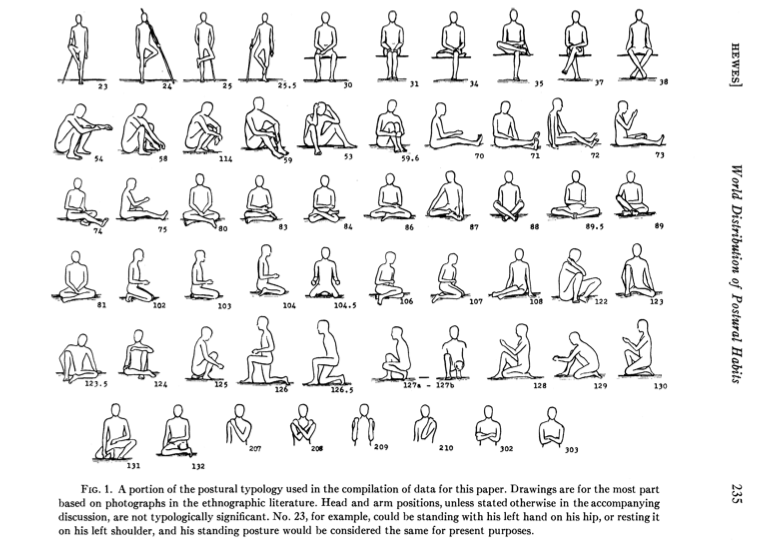 HEWES]
World Distribution of Postural Habits
235
23 24 25 25.5 30 31 34 35 37 38
54 58 114 59 53 59.6 70 71 72 73
74 75 80 83 84 86 87 88 89.5 89
81 102 103 104 104.5 106 107 108 122 123
123.5 124 125 126 126.5 127a - 127b 128 129 130
131 132 207 208 209 210 302 303
FIG. 1. A portion of the postural typology used in the compilation of data for this paper. Drawings are for the most part
based on photographs in the ethnographic literature. Head and arm positions, unless stated otherwise in the accompanying
discussion, are not typologically significant. No. 23, for example, could be standing with his left hand on his hip, or resting it
on his left shoulder, and his standing posture would be considered the same for present purposes.